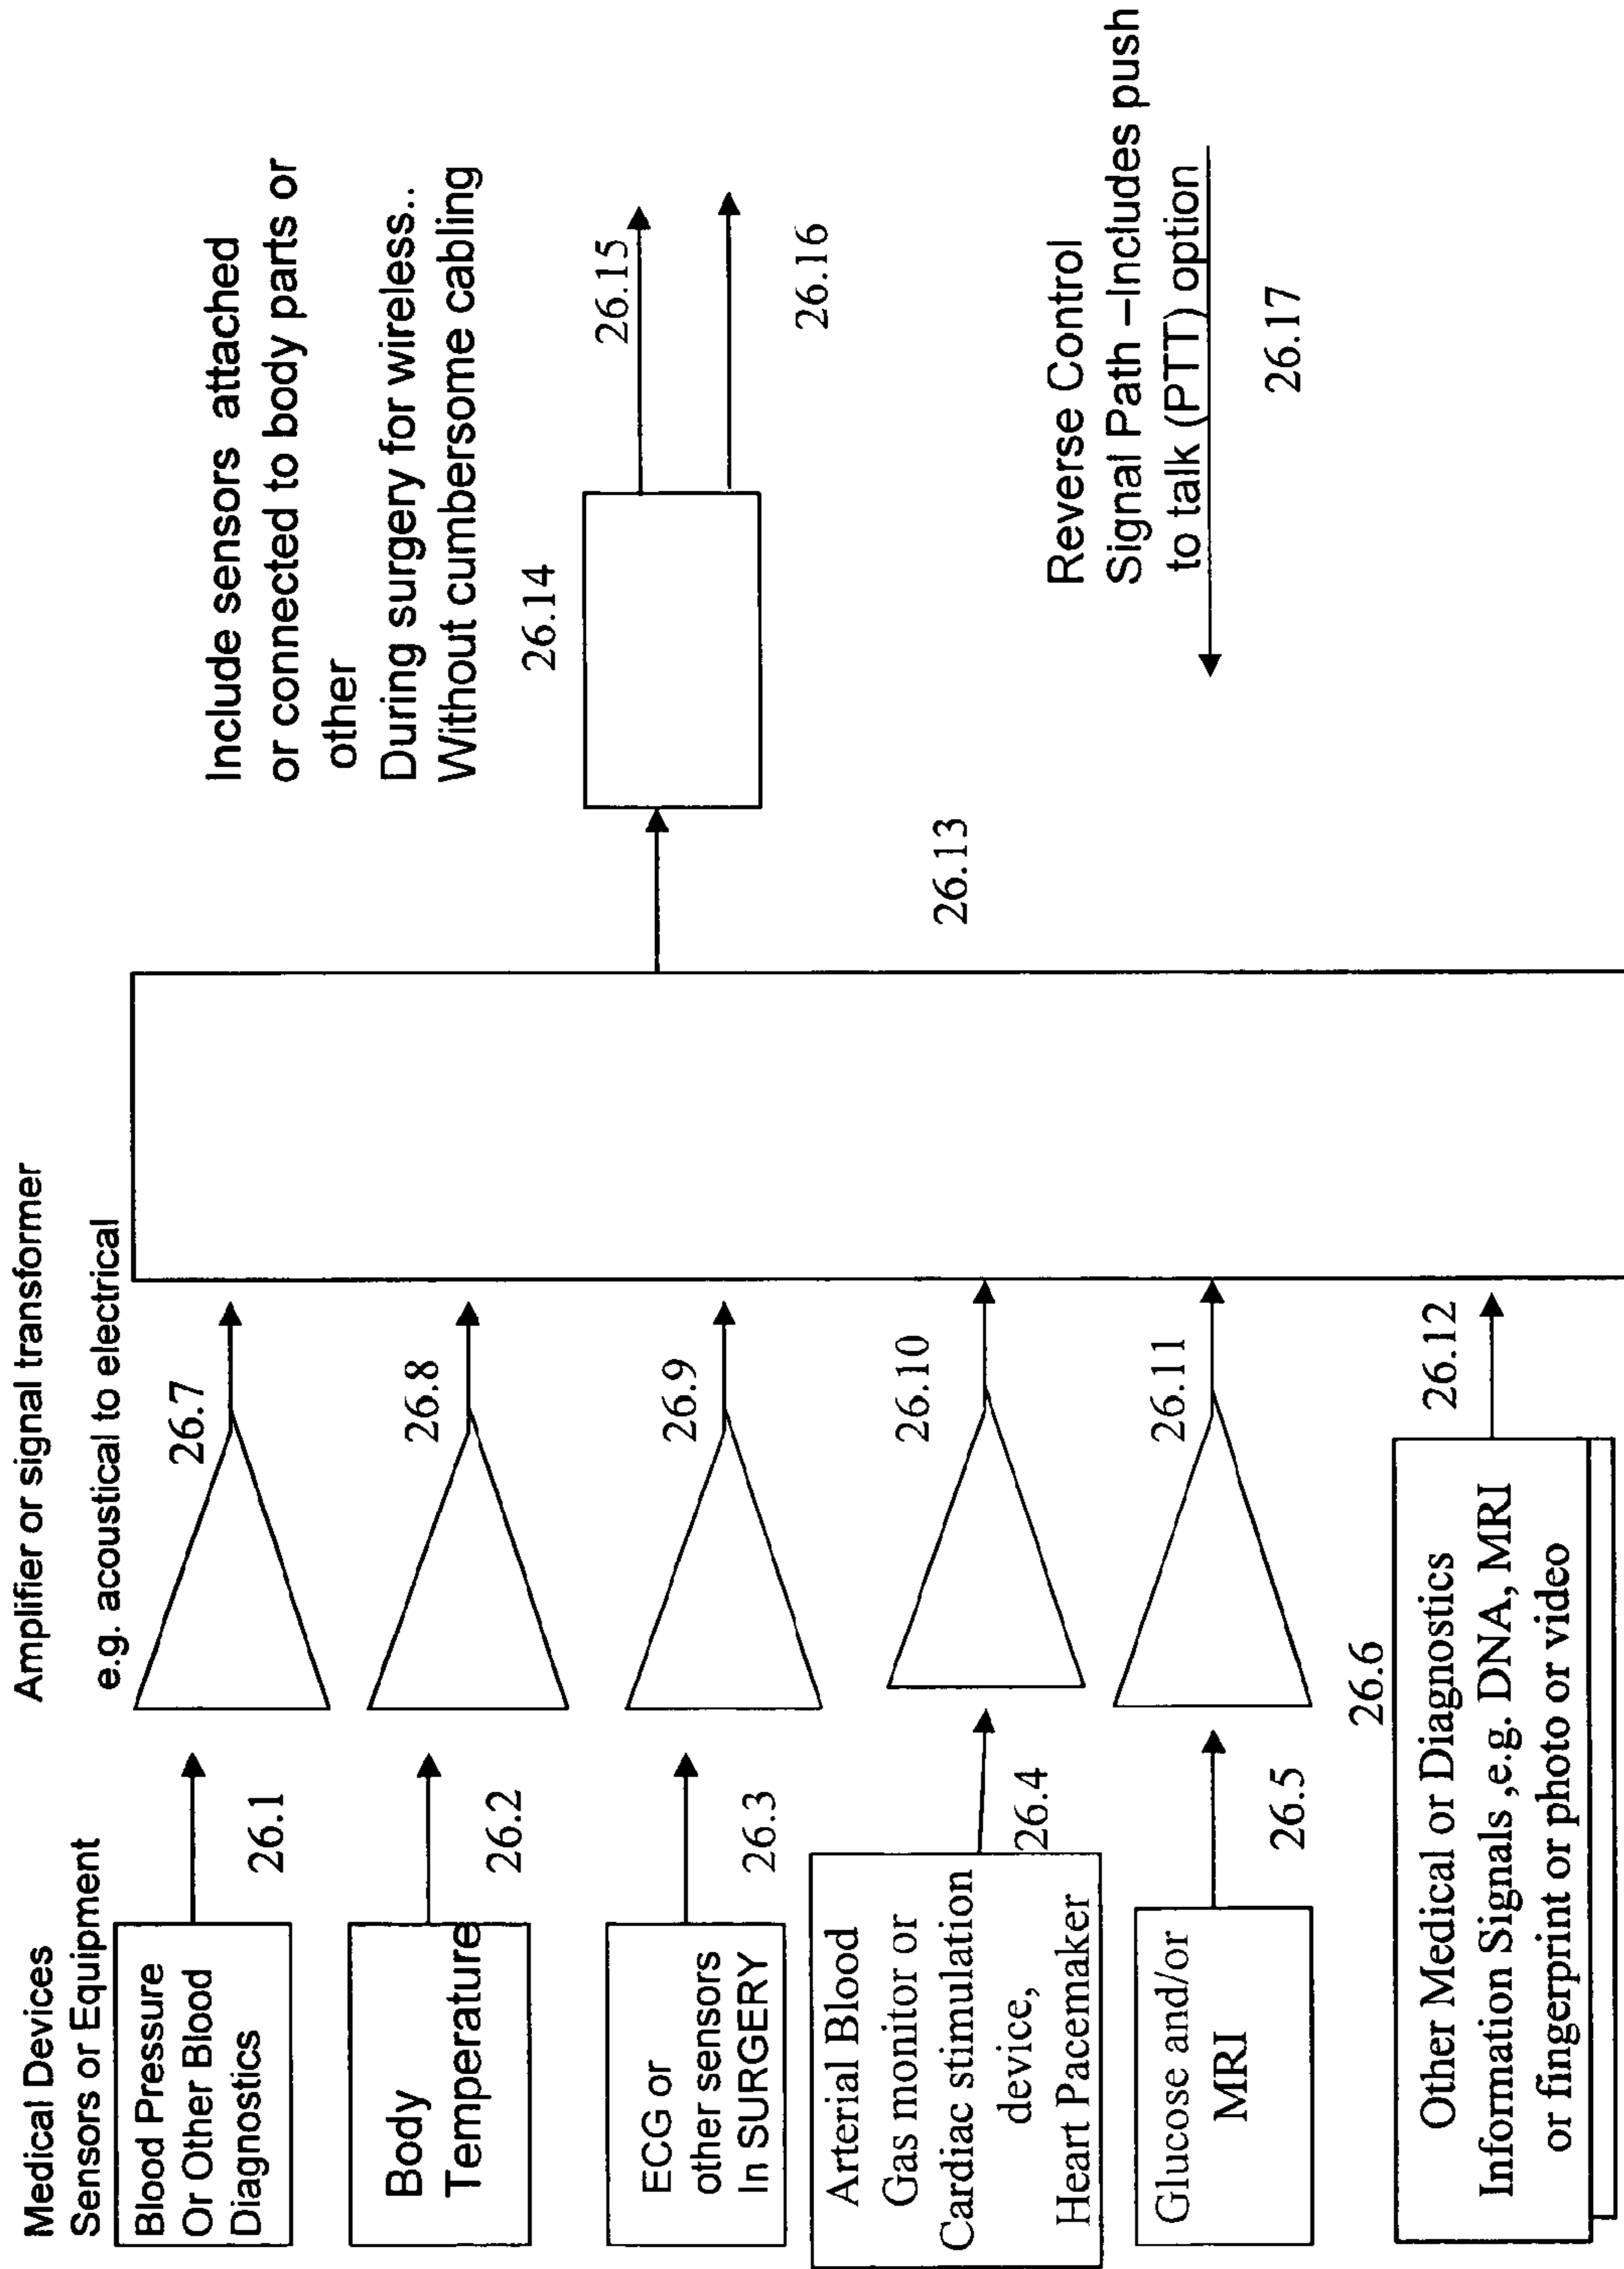 Medical Devices
Sensors or Equipment
Amplifier or signal transformer
e.g. acoustical to electrical
Include sensors attached
or connected to body parts or
other
During surgery for wireless..
Without cumbersome cabling
Blood Pressure
Or Other Blood
Diagnostics
26.1
26.7
Body
Temperature
26.2
26.8
ECG or
other sensors
In SURGERY
26.3
26.9
Arterial Blood
Gas monitor or
Cardiac stimulation
device,
Heart Pacemaker
26.4
26.10
Glucose and/or
MRI
26.5
26.11
26.6
Other Medical or Diagnostics
Information Signals ,e.g. DNA, MRI
or fingerprint or photo or video
26.12
26.13
26.14
26.15
26.16
Reverse Control
Signal Path –Includes push
to talk (PTT) option
26.17